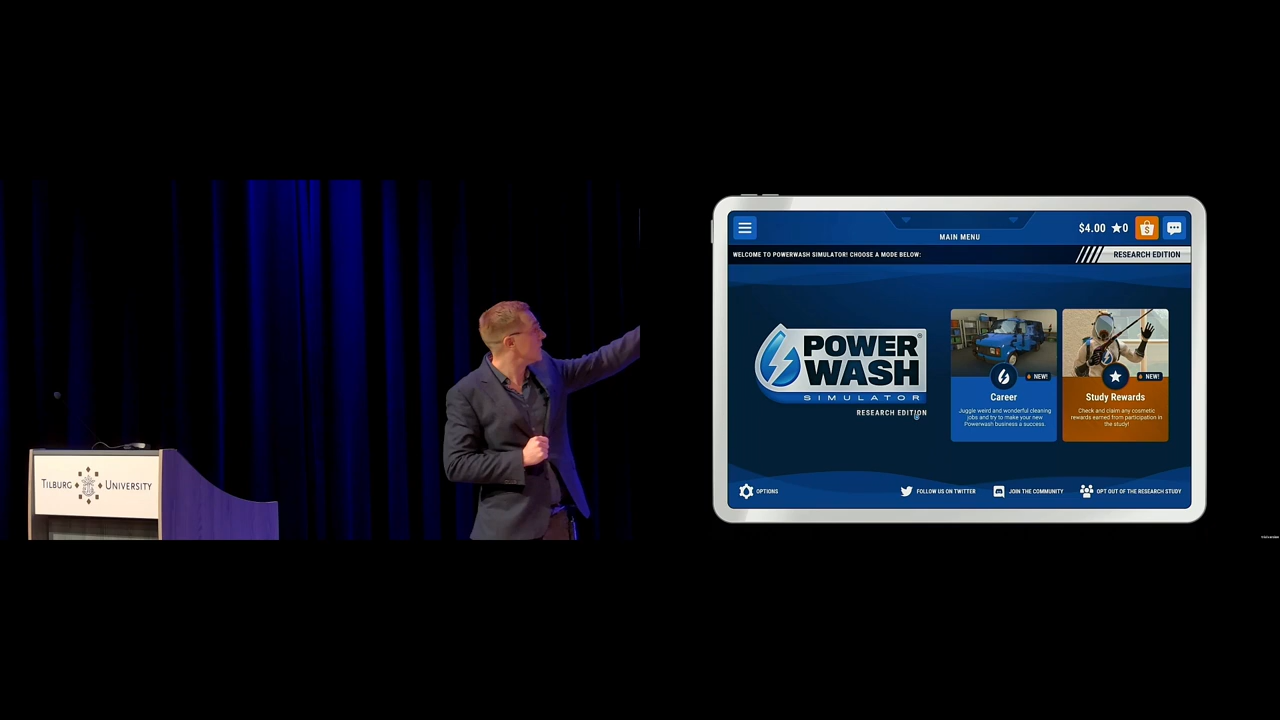 TILBURG UNIVERSITY
MAIN MENU
$4.00 0
WELCOME TO POWERWASH SIMULATOR! CHOOSE A MODE BELOW:
RESEARCH EDITION
POWER
WASH
SIMULATOR
RESEARCH EDITION
NEW!
Career
Juggle weird and wonderful cleaning
jobs and try to make your new
Powerwash business a success.
NEW!
Study Rewards
Check and claim any cosmetic
rewards earned from participation in
the study!
OPTIONS
FOLLOW US ON TWITTER
JOIN THE COMMUNITY
OPT OUT OF THE RESEARCH STUDY